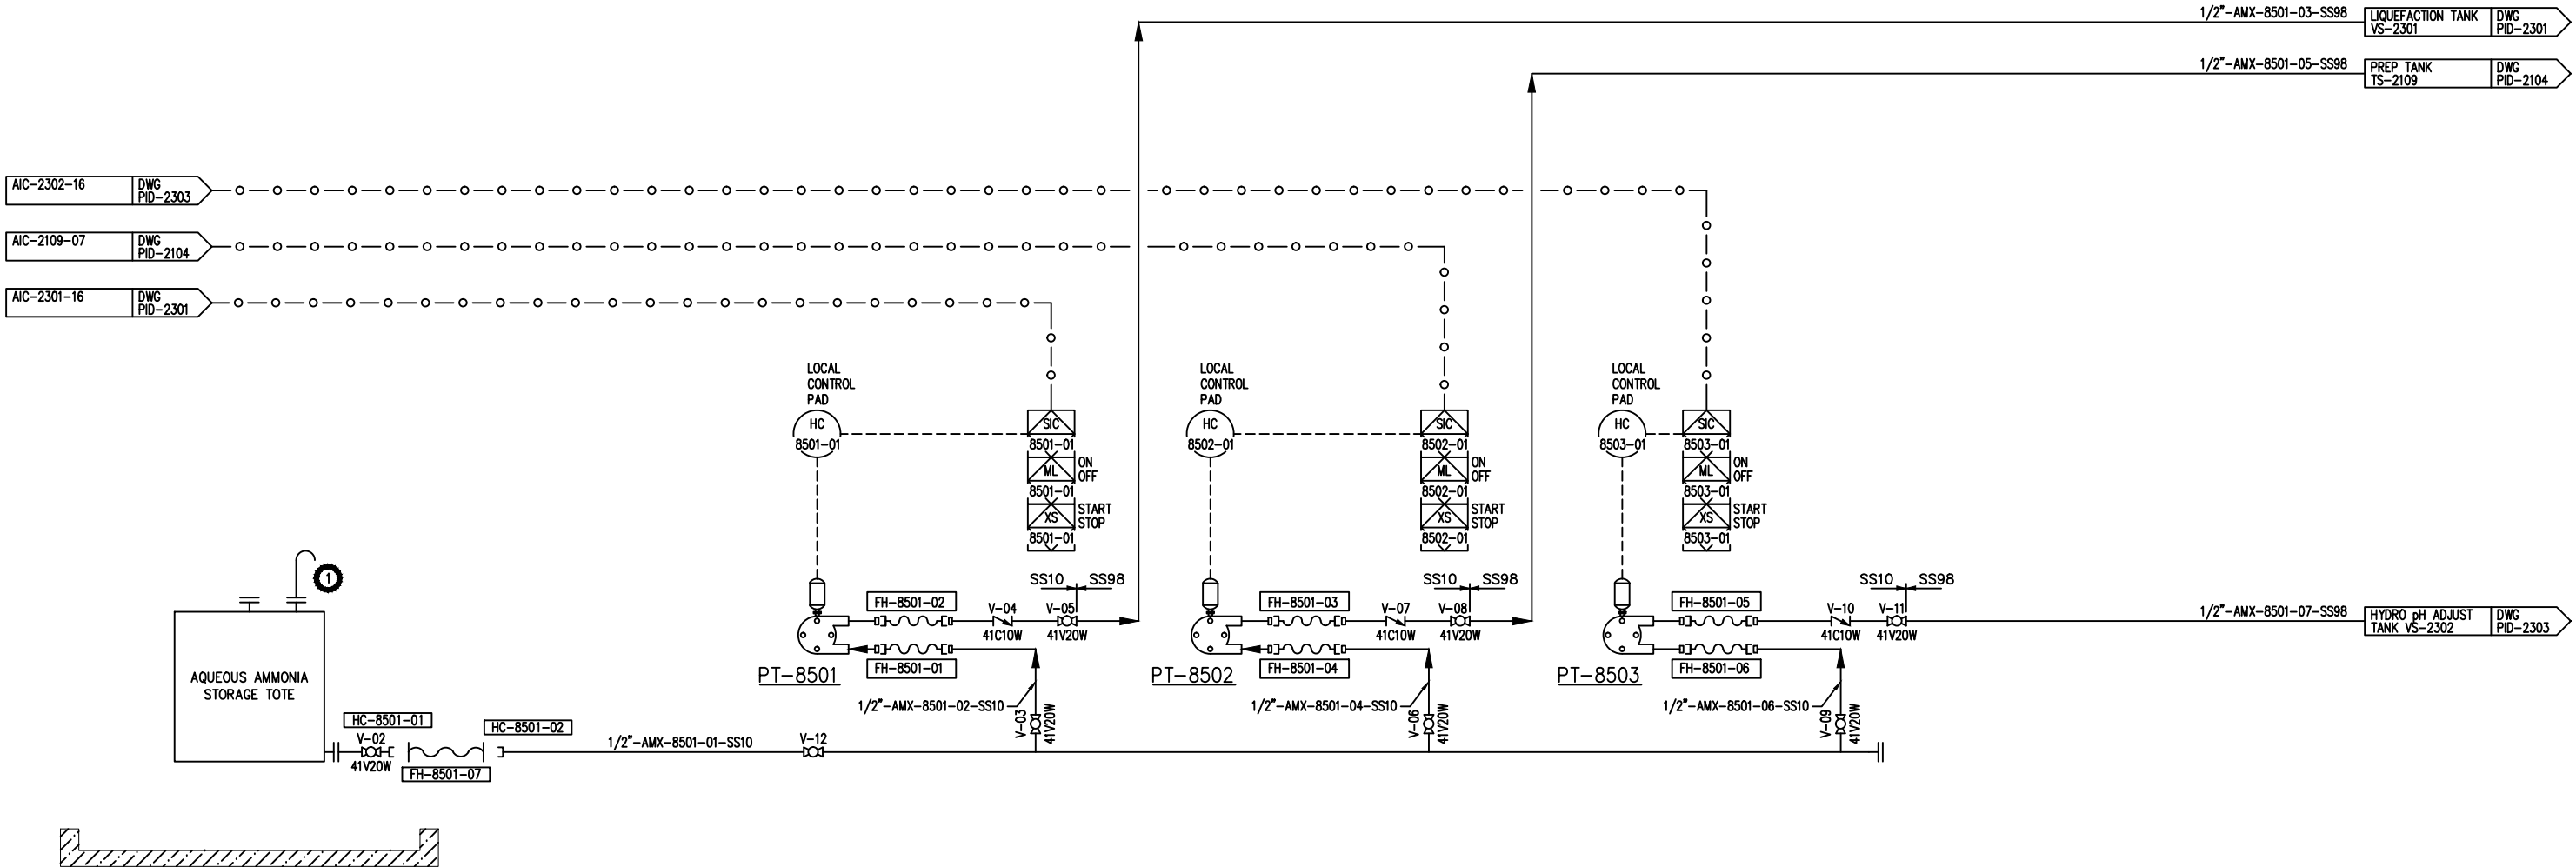 1/2"-AMX-8501-03-SS98
LIQUEFACTION TANK
VS-2301
DWG
PID-2301
1/2"-AMX-8501-05-SS98
PREP TANK
TS-2109
DWG
PID-2104
AIC-2302-16
DWG
PID-2303
AIC-2109-07
DWG
PID-2104
AIC-2301-16
DWG
PID-2301
LOCAL
CONTROL
PAD
HC
8501-01
SIC
8501-01
ML
ON
OFF
8501-01
XS
START
STOP
8501-01
LOCAL
CONTROL
PAD
HC
8502-01
SIC
8502-01
ML
ON
OFF
8502-01
XS
START
STOP
8502-01
LOCAL
CONTROL
PAD
HC
8503-01
SIC
8503-01
ML
ON
OFF
8503-01
XS
START
STOP
8503-01
1
AQUEOUS AMMONIA
STORAGE TOTE
SS10
SS98
FH-8501-02
V-04
41C10W
V-05
41V20W
FH-8501-01
PT-8501
1/2"-AMX-8501-02-SS10
V-03
41V20W
SS10
SS98
FH-8501-03
V-07
41C10W
V-08
41V20W
FH-8501-04
PT-8502
1/2"-AMX-8501-04-SS10
V-06
41V20W
SS10
SS98
FH-8501-05
V-10
41C10W
V-11
41V20W
FH-8501-06
PT-8503
1/2"-AMX-8501-06-SS10
V-09
41V20W
1/2"-AMX-8501-07-SS98
HYDRO pH ADJUST
TANK VS-2302
DWG
PID-2303
HC-8501-01
V-02
41V20W
HC-8501-02
FH-8501-07
1/2"-AMX-8501-01-SS10
V-12